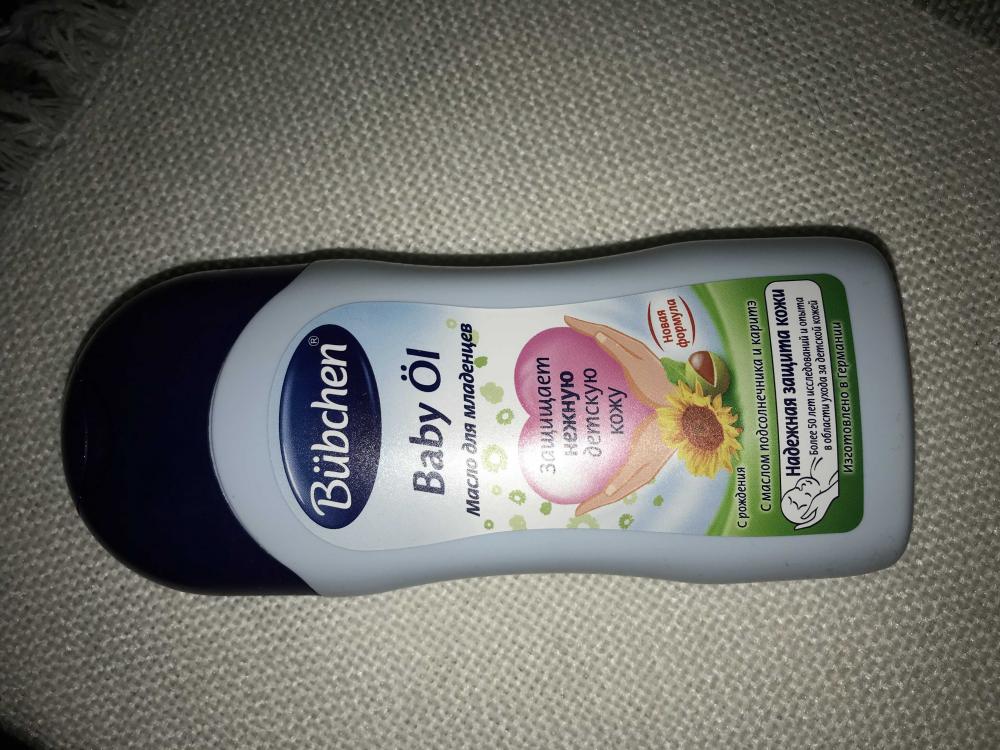 Bübchen®
Baby Öl
Масло для младенцев
защищает
нежную
детскую
кожу
Новая
формула
С рождения
С маслом подсолнечника и каритэ
Надежная защита кожи
Более 50 лет исследований и опыта
в области ухода за детской кожей
Изготовлено в Германии